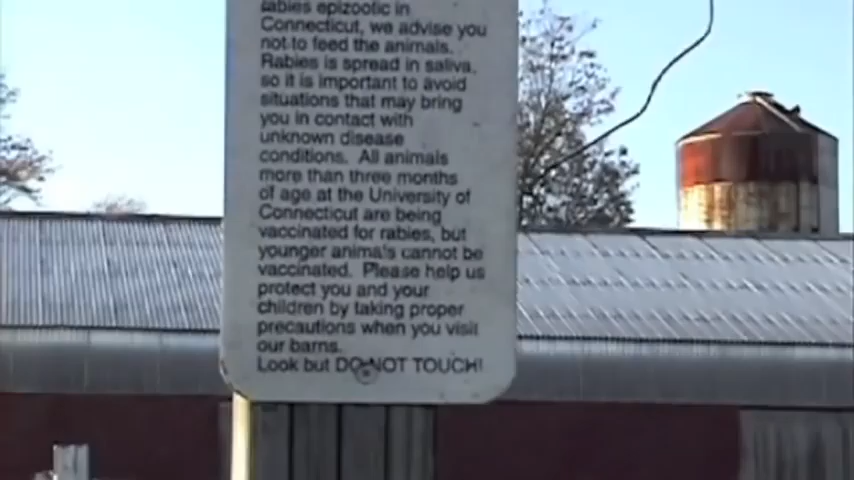 rabies epizootic in
Connecticut, we advise you
not to feed the animals.
Rabies is spread in saliva,
so it is important to avoid
situations that may bring
you in contact with
unknown disease
conditions. All animals
more than three months
of age at the University of
Connecticut are being
vaccinated for rabies, but
younger animals cannot be
vaccinated. Please help us
protect you and your
children by taking proper
precautions when you visit
our barns.
Look but DO NOT TOUCH!